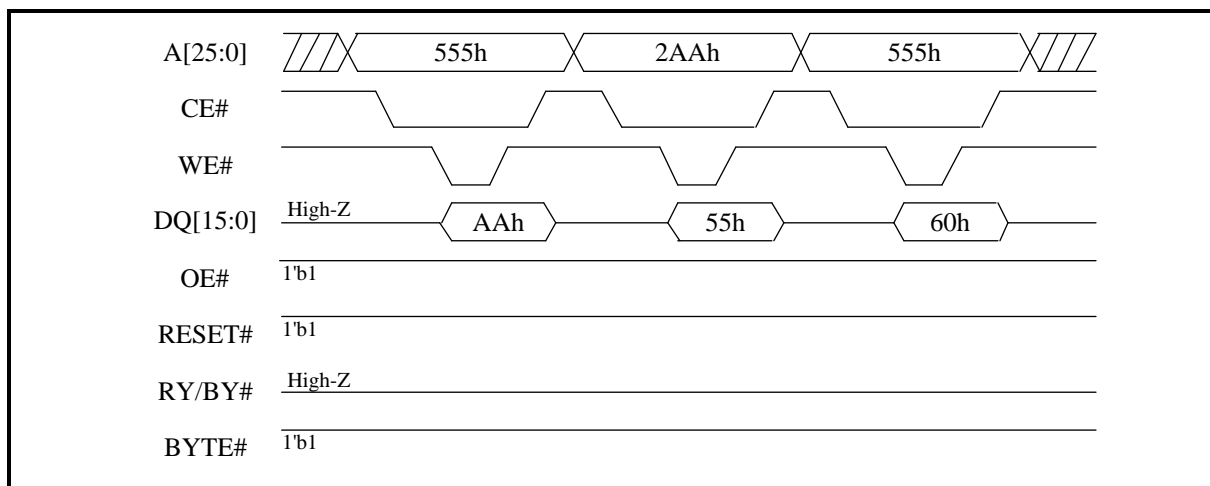 A[25:0] 555h 2AAh 555h
CE#
WE#
DQ[15:0] High-Z AAh 55h 60h
OE# 1'b1
RESET# 1'b1
RY/BY# High-Z
BYTE# 1'b1